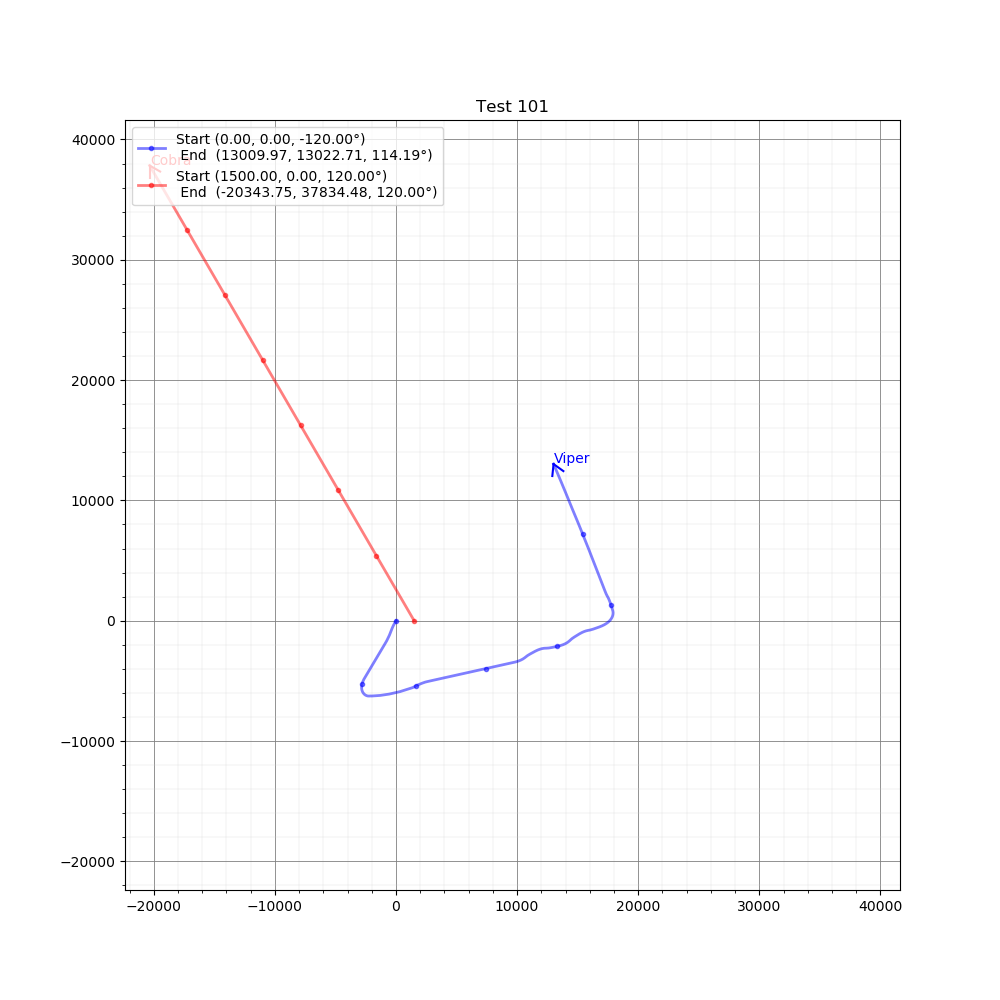 Test 101
Start (0.00, 0.00, -120.00°)
End  (13009.97, 13022.71, 114.19°)
Start (1500.00, 0.00, 120.00°)
End  (-20343.75, 37834.48, 120.00°)
Cobra
Viper
40000
30000
20000
10000
0
−10000
−20000
−20000 −10000 0 10000 20000 30000 40000